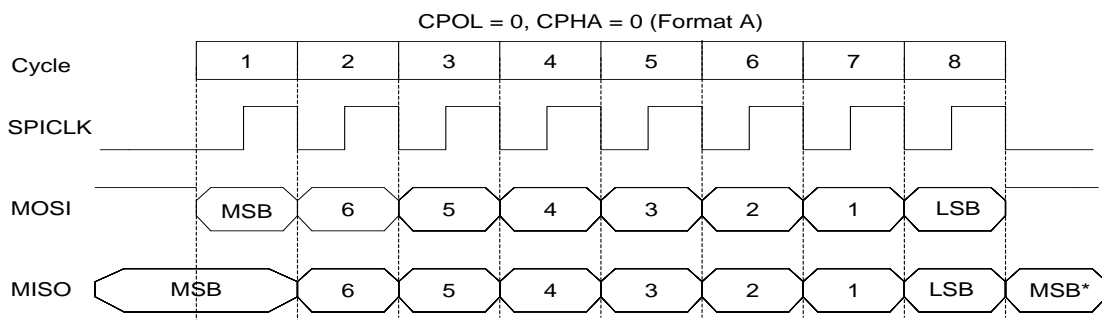 CPOL = 0, CPHA = 0 (Format A)
Cycle 1 2 3 4 5 6 7 8
SPICLK
MOSI MSB 6 5 4 3 2 1 LSB
MISO MSB 6 5 4 3 2 1 LSB MSB*